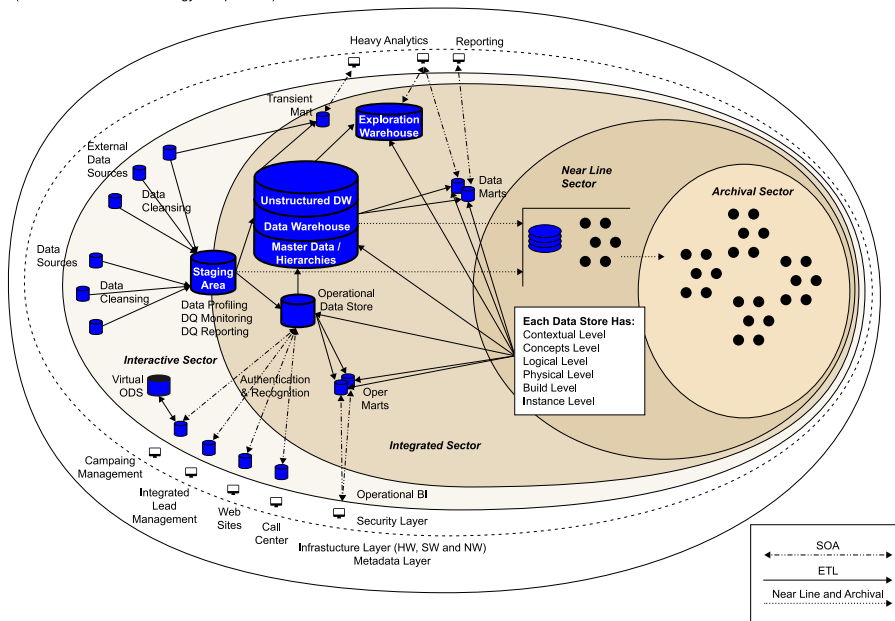 Heavy Analytics
Reporting
Transient
Mart
Exploration
Warehouse
External
Data
Sources
Data
Cleansing
Unstructured DW
Data Warehouse
Master Data /
Hierarchies
Data
Marts
Near Line
Sector
Archival Sector
Data
Sources
Data
Cleansing
Staging
Area
Data Profiling
DQ Monitoring
DQ Reporting
Operational
Data Store
Each Data Store Has:
Contextual Level
Concepts Level
Logical Level
Physical Level
Build Level
Instance Level
Interactive Sector
Virtual
ODS
Authentication
& Recognition
Oper
Marts
Integrated Sector
Campaing
Management
Integrated
Lead
Management
Web
Sites
Call
Center
Operational BI
Security Layer
Infrastucture Layer (HW, SW and NW)
Metadata Layer
SOA
ETL
Near Line and Archival